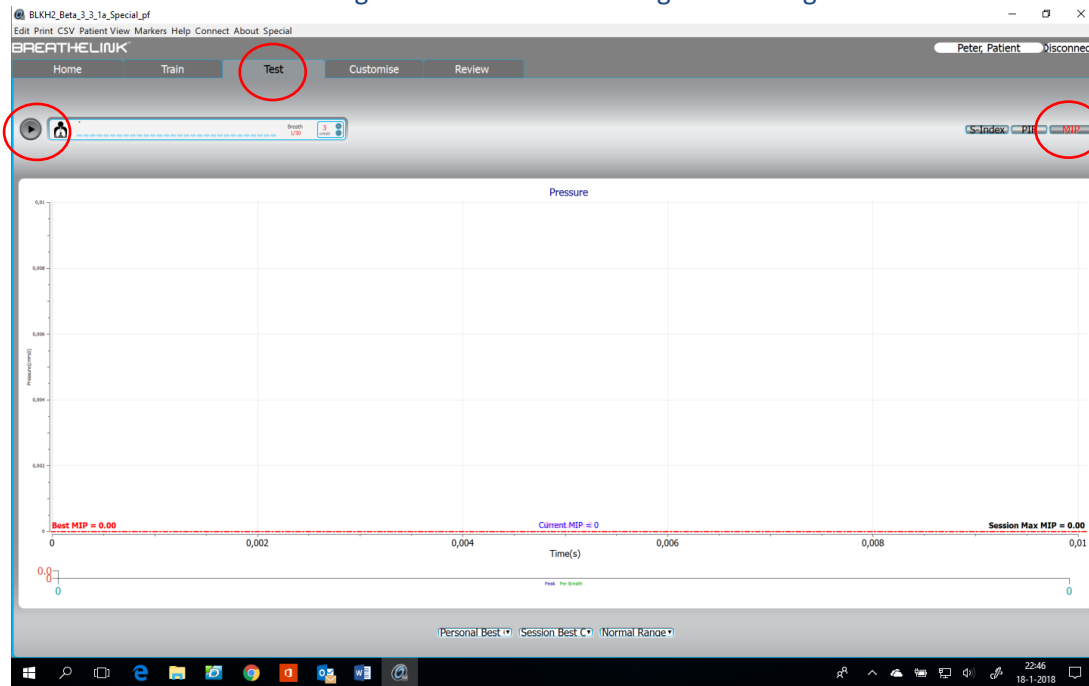 BLKH2_Beta_3_3_1a_Special_pf
Edit Print CSV Patient View Markers Help Connect About Special
BREATHELINK
Peter, Patient
Home Train Test Customise Review
Breath
1/30
3
S-Index PIF MIP
Pressure
0,01
0,008
0,006
Pressure(cmH2O)
0,004
0,002
0
Best MIP = 0.00 Current MIP = 0 Session Max MIP = 0.00
0 0,002 0,004 0,006 0,008 0,01
Time(s)
0.0
0
0 Peak Per Breath 0
Personal Best Session Best Normal Range
22:46
18-1-2018